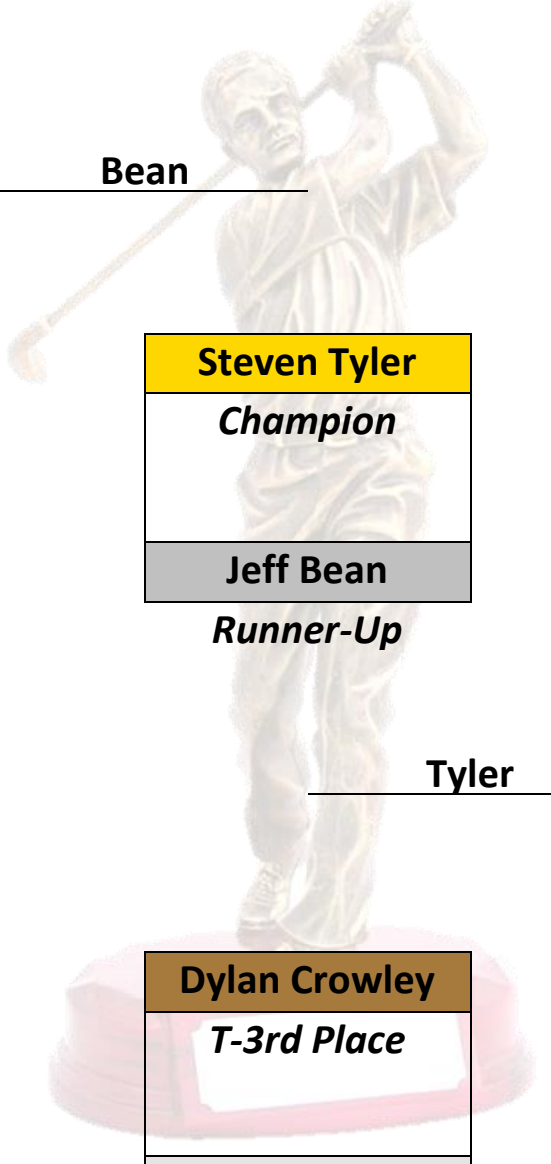 Bean
Steven Tyler
Champion
Jeff Bean
Runner-Up
Tyler
Dylan Crowley
T-3rd Place